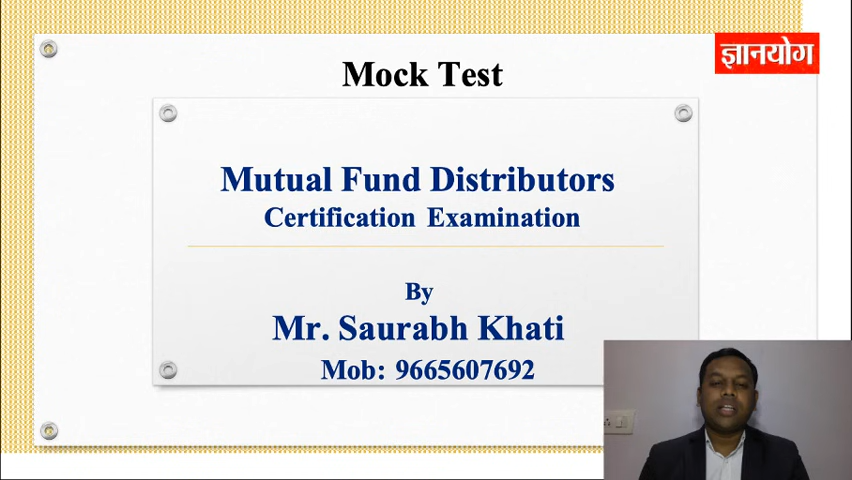 ज्ञानयोग
Mock Test
Mutual Fund Distributors
Certification Examination
By
Mr. Saurabh Khati
Mob: 9665607692